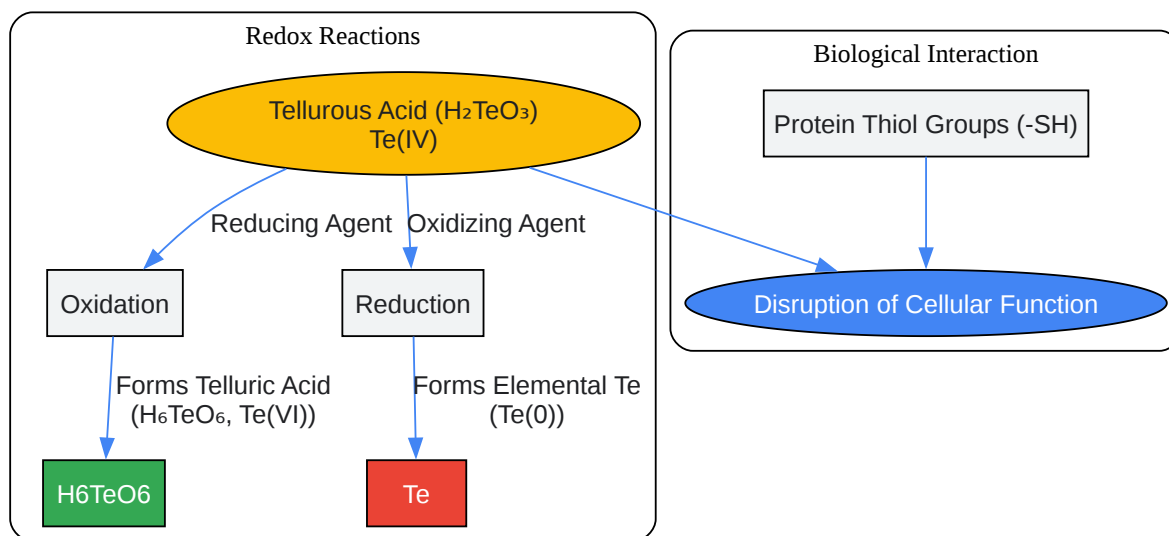 Redox Reactions
Tellurous Acid (H₂TeO₃)
Te(IV)
Reducing Agent
Oxidizing Agent
Oxidation
Reduction
Forms Telluric Acid
(H₆TeO₆, Te(VI))
Forms Elemental Te
(Te(0))
H6TeO6
Te
Biological Interaction
Protein Thiol Groups (-SH)
Disruption of Cellular Function